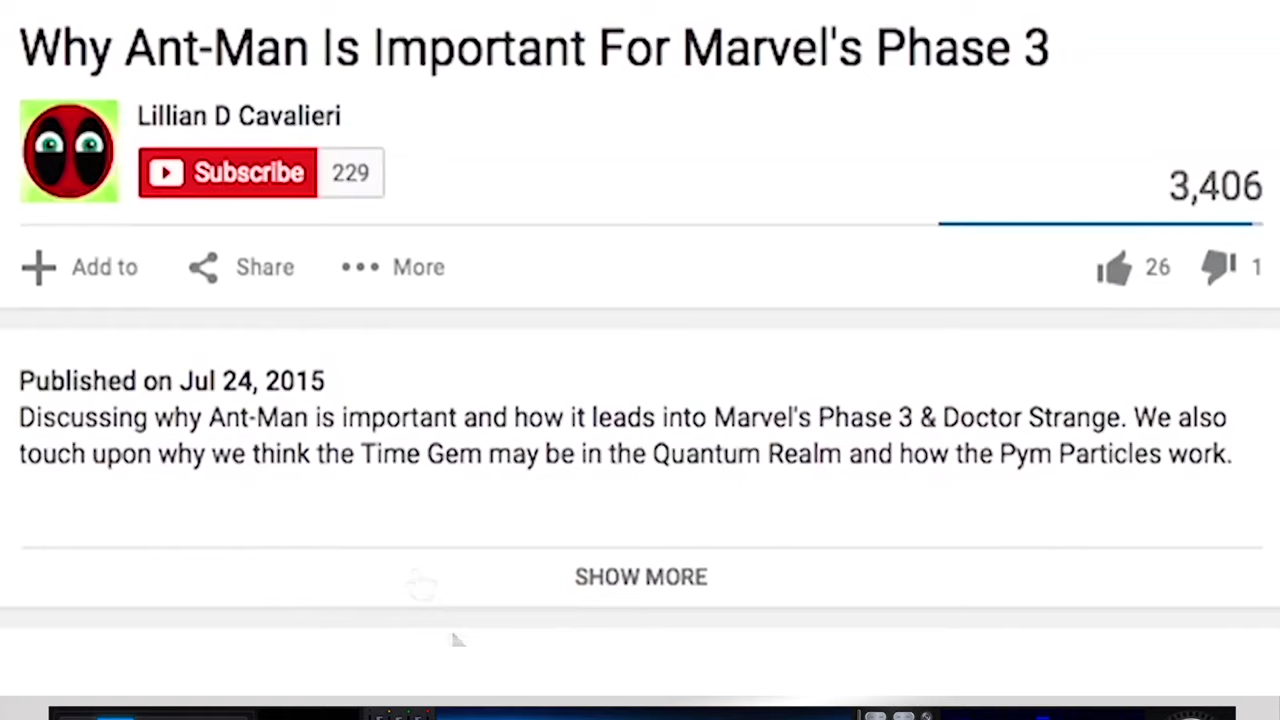 Why Ant-Man Is Important For Marvel's Phase 3
Lillian D Cavalieri
Subscribe 229
3,406
Add to Share More 26 1
Published on Jul 24, 2015
Discussing why Ant-Man is important and how it leads into Marvel's Phase 3 & Doctor Strange. We also
touch upon why we think the Time Gem may be in the Quantum Realm and how the Pym Particles work.
SHOW MORE